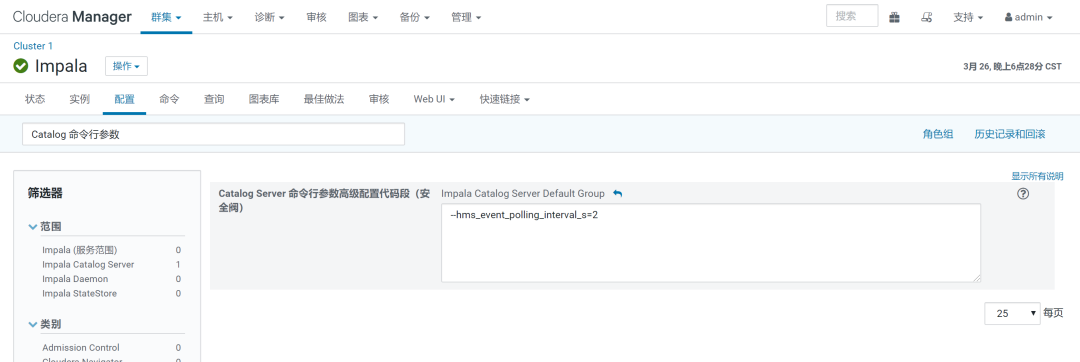 Cloudera Manager 群集 主机 诊断 审核 图表 备份 管理 搜索 支持 admin
Cluster 1
Impala 操作 3月 26, 晚上6点28分 CST
状态 实例 配置 命令 查询 图表库 最佳做法 审核 Web UI 快速链接
Catalog 命令行参数 角色组 历史记录和回滚
显示所有说明
筛选器 Catalog Server 命令行参数高级配置代码段（安 Impala Catalog Server Default Group
全阀）
--hms_event_polling_interval_s=2
范围
Impala (服务范围) 0
Impala Catalog Server 1
Impala Daemon 0
Impala StateStore 0
25 每页
类别
Admission Control 0
Cloudera Navigator 0